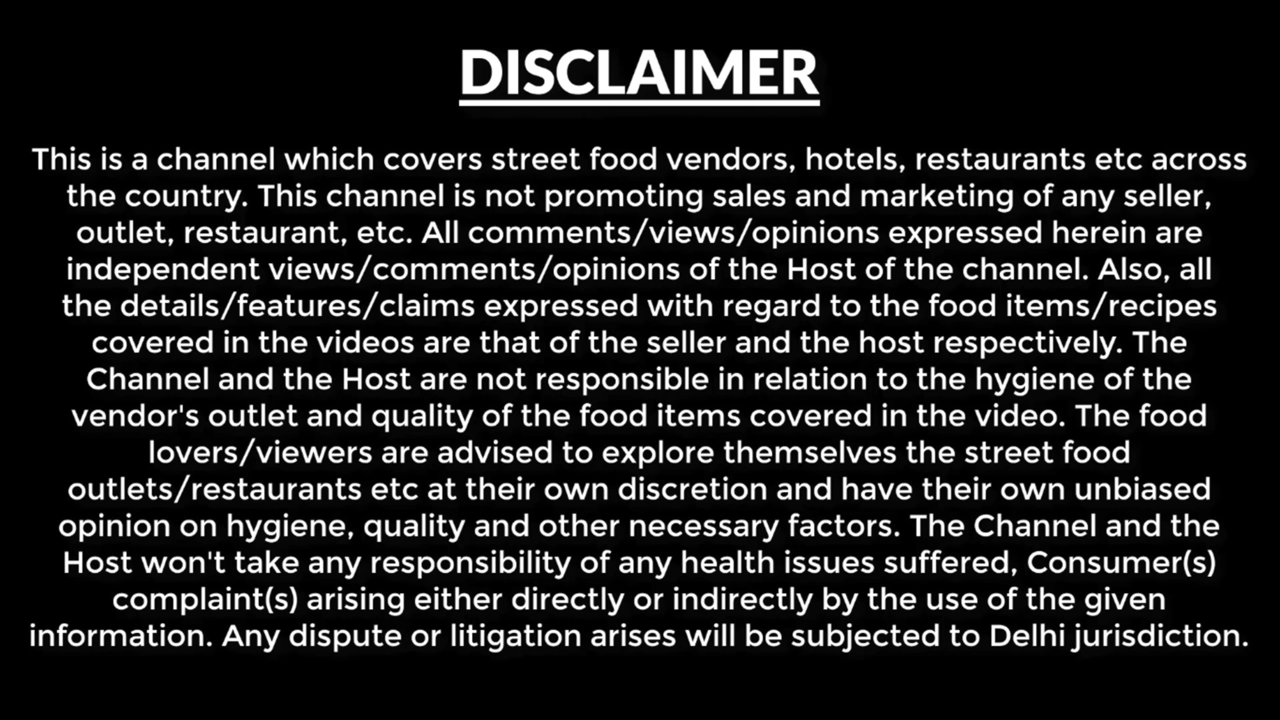 DISCLAIMER
This is a channel which covers street food vendors, hotels, restaurants etc across
the country. This channel is not promoting sales and marketing of any seller,
outlet, restaurant, etc. All comments/views/opinions expressed herein are
independent views/comments/opinions of the Host of the channel. Also, all
the details/features/claims expressed with regard to the food items/recipes
covered in the videos are that of the seller and the host respectively. The
Channel and the Host are not responsible in relation to the hygiene of the
vendor's outlet and quality of the food items covered in the video. The food
lovers/viewers are advised to explore themselves the street food
outlets/restaurants etc at their own discretion and have their own unbiased
opinion on hygiene, quality and other necessary factors. The Channel and the
Host won't take any responsibility of any health issues suffered, Consumer(s)
complaint(s) arising either directly or indirectly by the use of the given
information. Any dispute or litigation arises will be subjected to Delhi jurisdiction.